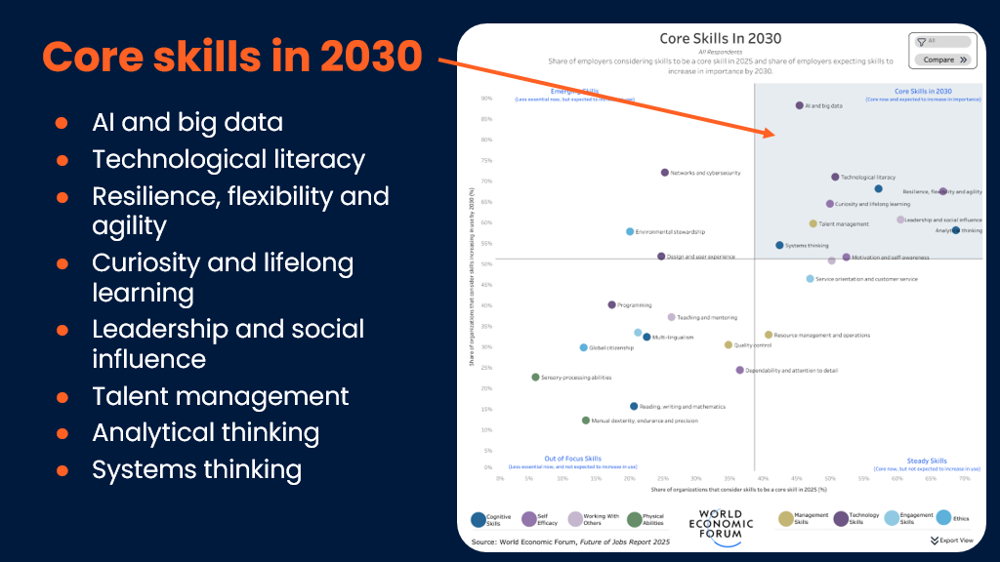 Core skills in 2030
AI and big data
Technological literacy
Resilience, flexibility and
agility
Curiosity and lifelong
learning
Leadership and social
influence
Talent management
Analytical thinking
Systems thinking
Core Skills In 2030
All Respondents
Share of employers considering skills to be a core skill in 2025 and share of employers expecting skills to
increase in importance by 2030.
All
Compare
Emerging Skills
(Less essential now, but expected to increase in use)
Core Skills in 2030
(Core now and expected to increase in importance)
Share of organizations that consider skills increasing in use by 2030 (%)
90%
85%
80%
75%
70%
65%
60%
55%
50%
45%
40%
35%
30%
25%
20%
15%
10%
5%
0%
AI and big data
Networks and cybersecurity
Technological literacy
Resilience, flexibility and agility
Curiosity and lifelong learning
Leadership and social influence
Talent management
Analytical thinking
Environmental stewardship
Systems thinking
Design and user experience
Motivation and self-awareness
Service orientation and customer service
Programming
Teaching and mentoring
Multi-lingualism
Resource management and operations
Global citizenship
Quality control
Sensory-processing abilities
Dependability and attention to detail
Reading, writing and mathematics
Manual dexterity, endurance and precision
Out of Focus Skills
(Less essential now, and not expected to increase in use)
Steady Skills
(Core now, but not expected to increase in use)
0% 5% 10% 15% 20% 25% 30% 35% 40% 45% 50% 55% 60% 65% 70%
Share of organizations that consider skills to be a core skill in 2025 (%)
Cognitive
Skills
Self
Efficacy
Working With
Others
Physical
Abilities
WORLD
ECONOMIC
FORUM
Management
Skills
Technology
Skills
Engagement
Skills
Ethics
Source: World Economic Forum, Future of Jobs Report 2025
Export View